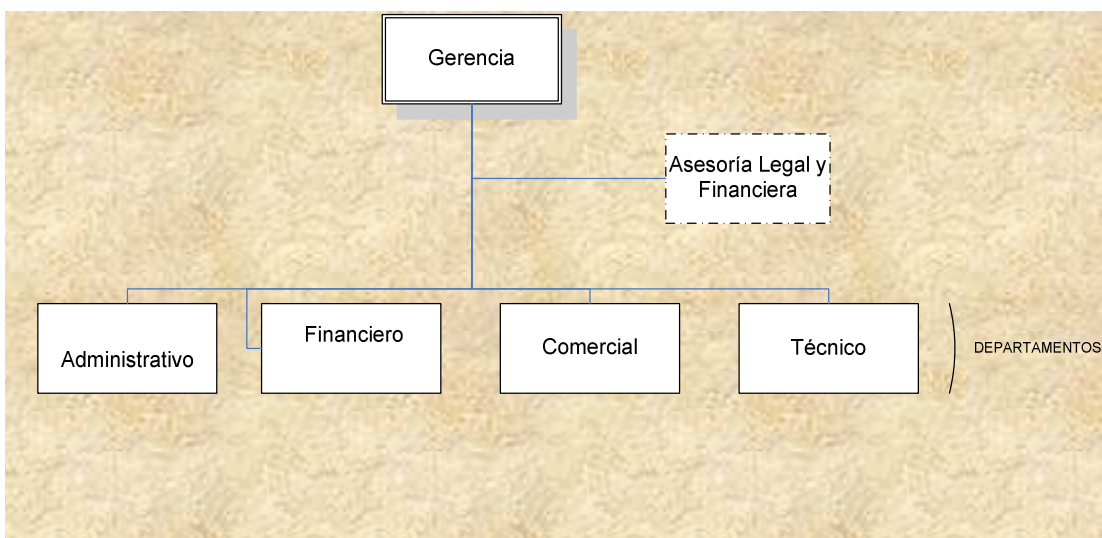 Gerencia
Asesoría Legal y
Financiera
Administrativo
Financiero
Comercial
Técnico
DEPARTAMENTOS